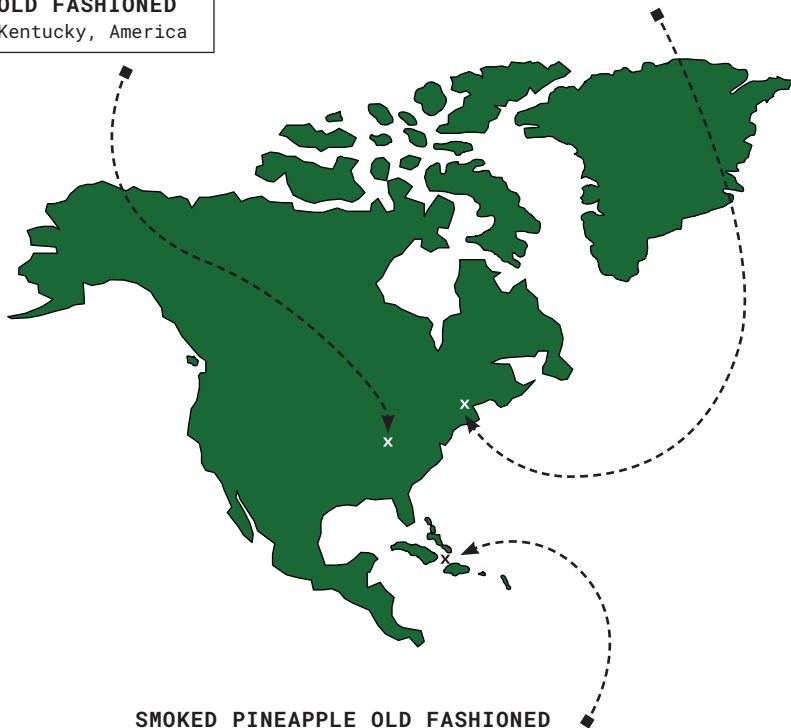 OLD FASHIONED
Kentucky, America
x
x
x
SMOKED PINEAPPLE OLD FASHIONED